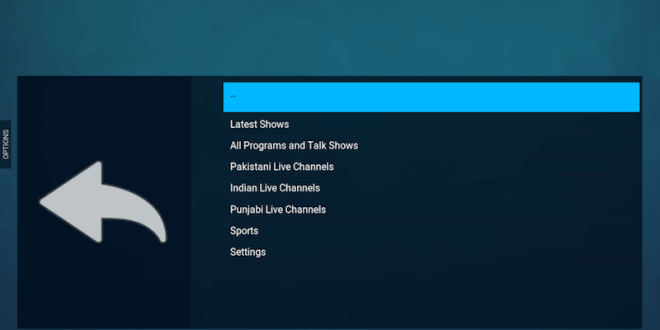 OPTIONS
..
Latest Shows
All Programs and Talk Shows
Pakistani Live Channels
Indian Live Channels
Punjabi Live Channels
Sports
Settings